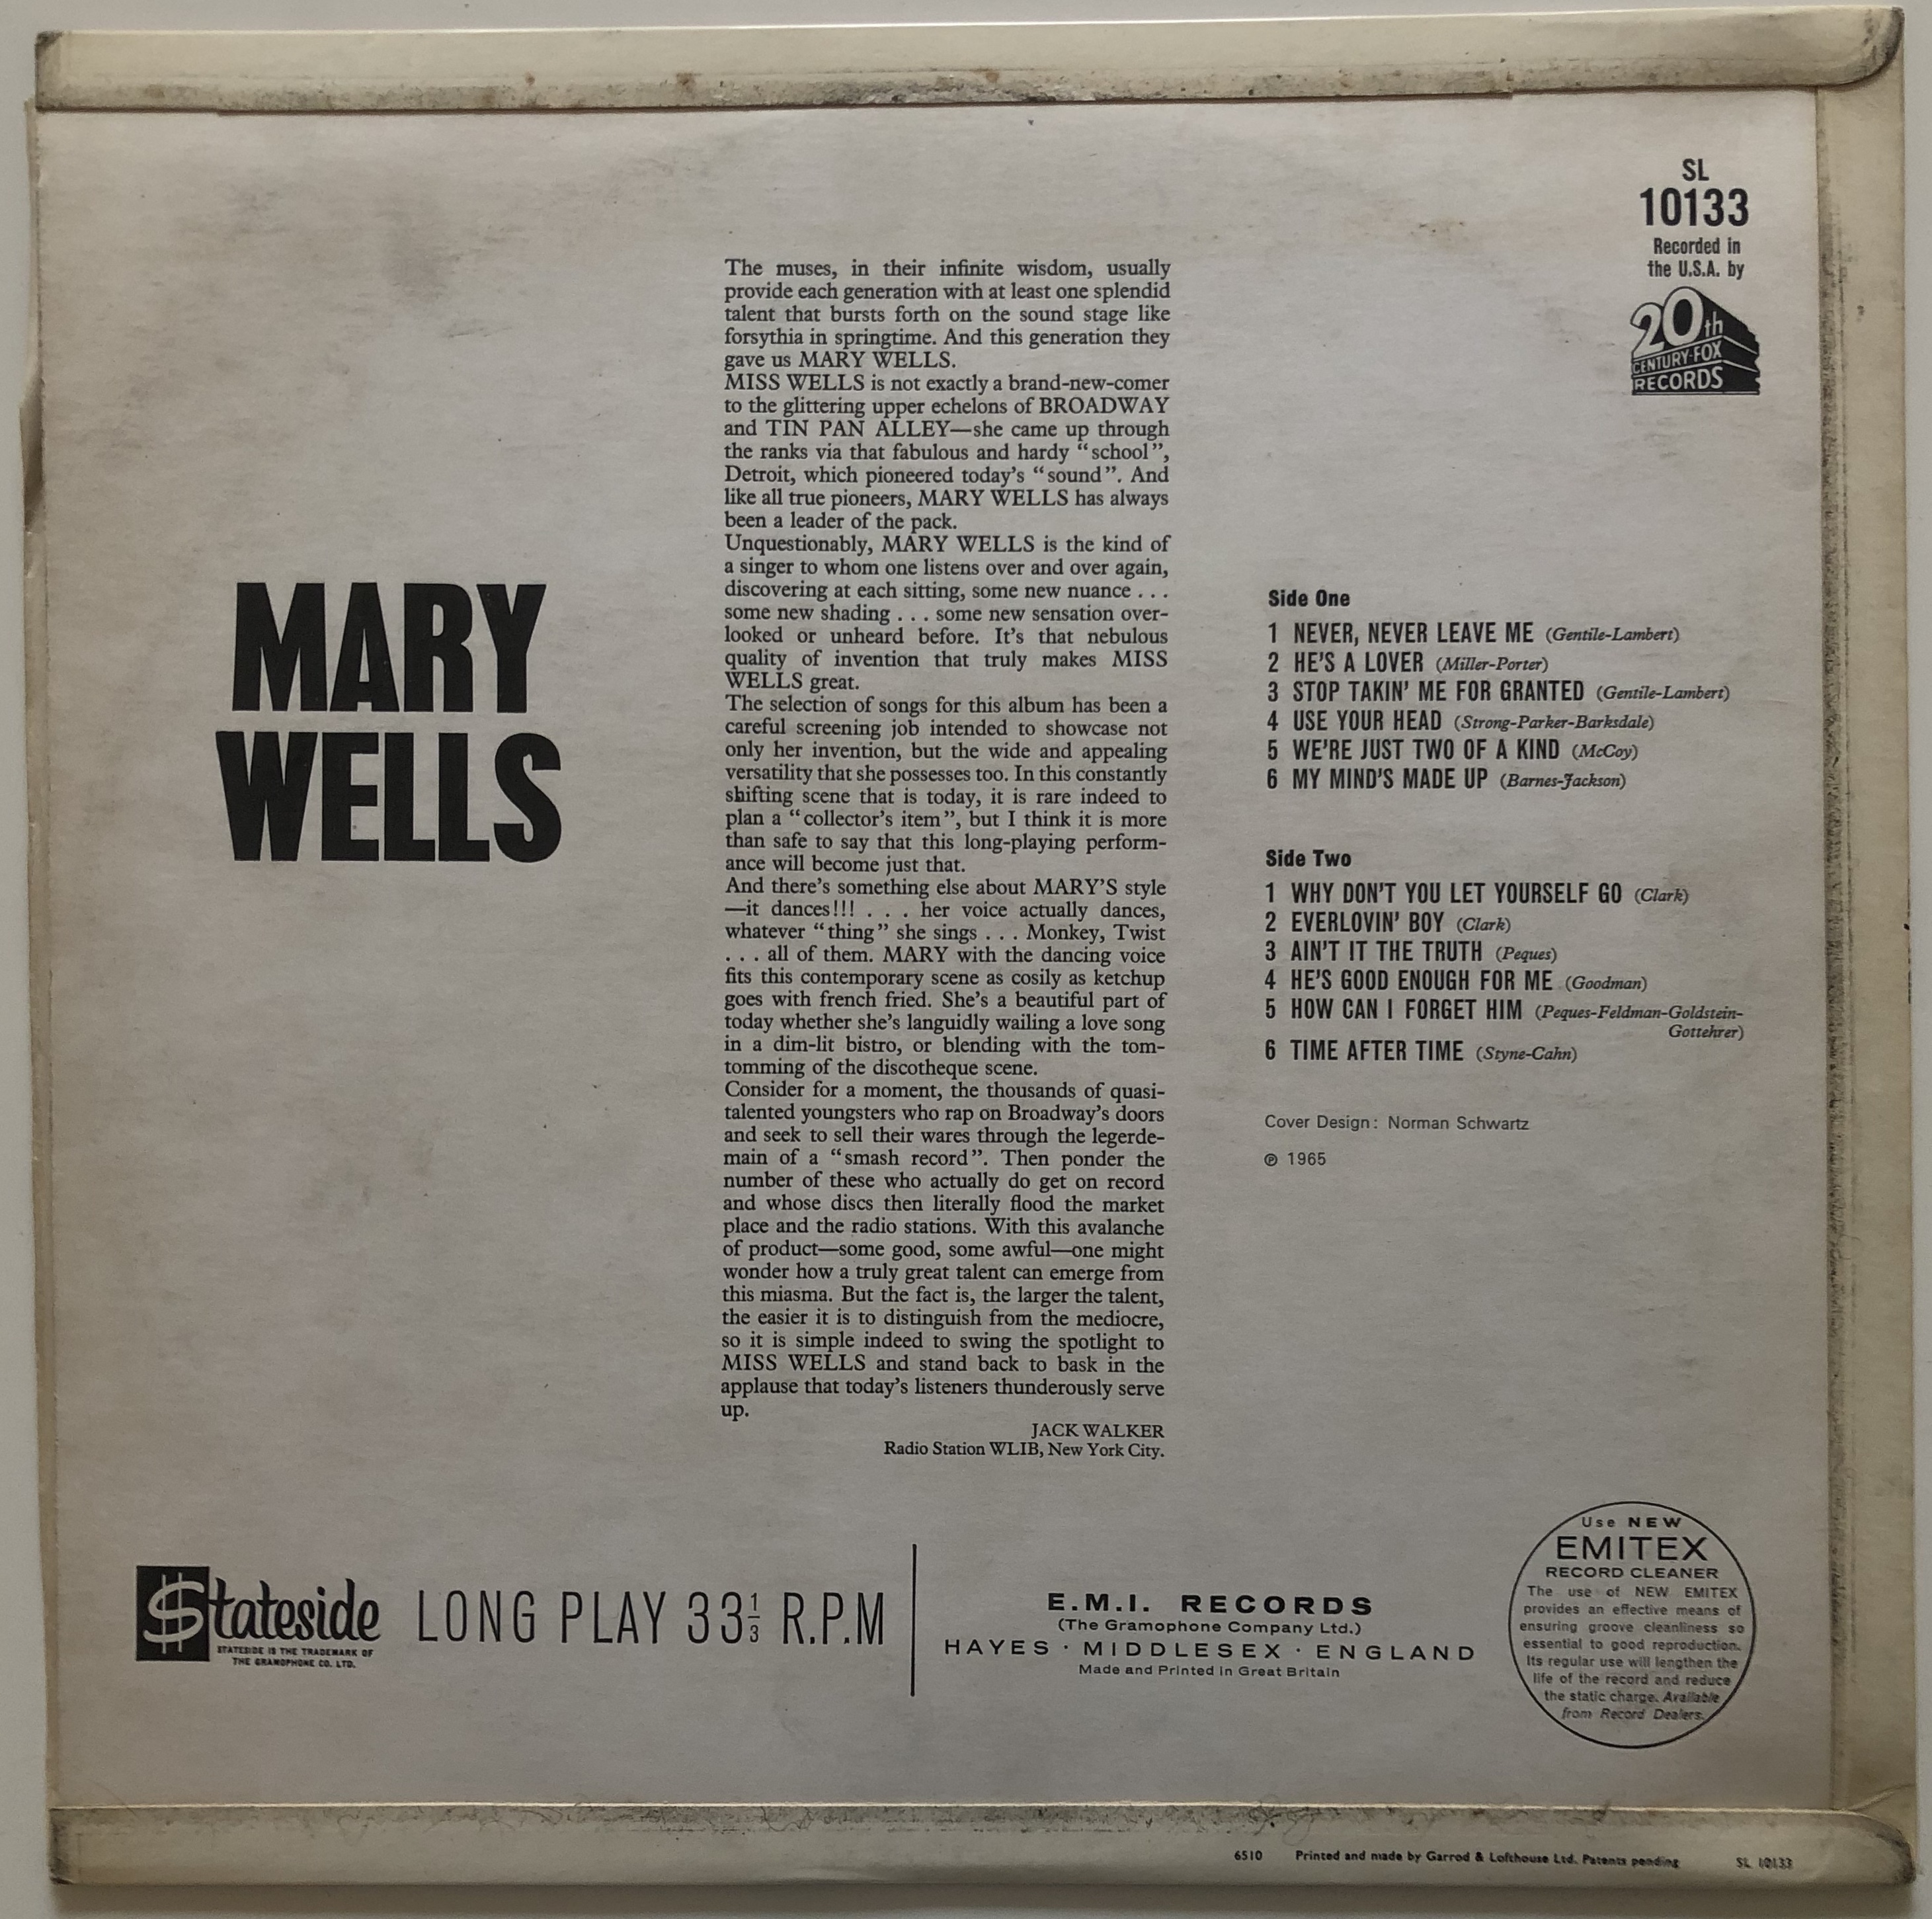 SL
10133
Recorded in
the U.S.A. by
20th
CENTURY-FOX
RECORDS
MARY
WELLS
The muses, in their infinite wisdom, usually
provide each generation with at least one splendid
talent that bursts forth on the sound stage like
forsythia in springtime. And this generation they
gave us MARY WELLS.
MISS WELLS is not exactly a brand-new-comer
to the glittering upper echelons of BROADWAY
and TIN PAN ALLEY—she came up through
the ranks via that fabulous and hardy “school”,
Detroit, which pioneered today's “sound”. And
like all true pioneers, MARY WELLS has always
been a leader of the pack.
Unquestionably, MARY WELLS is the kind of
a singer to whom one listens over and over again,
discovering at each sitting, some new nuance . . .
some new shading . . . some new sensation over-
looked or unheard before. It's that nebulous
quality of invention that truly makes MISS
WELLS great.
The selection of songs for this album has been a
careful screening job intended to showcase not
only her invention, but the wide and appealing
versatility that she possesses too. In this constantly
shifting scene that is today, it is rare indeed to
plan a “collector's item”, but I think it is more
than safe to say that this long-playing perform-
ance will become just that.
And there's something else about MARY'S style
—it dances!!! . . . her voice actually dances,
whatever “thing” she sings . . . Monkey, Twist
. . . all of them. MARY with the dancing voice
fits this contemporary scene as cosily as ketchup
goes with french fried. She's a beautiful part of
today whether she's languidly wailing a love song
in a dim-lit bistro, or blending with the tom-
tomming of the discotheque scene.
Consider for a moment, the thousands of quasi-
talented youngsters who rap on Broadway's doors
and seek to sell their wares through the legerde-
main of a “smash record”. Then ponder the
number of these who actually do get on record
and whose discs then literally flood the market
place and the radio stations. With this avalanche
of product—some good, some awful—one might
wonder how a truly great talent can emerge from
this miasma. But the fact is, the larger the talent,
the easier it is to distinguish from the mediocre,
so it is simple indeed to swing the spotlight to
MISS WELLS and stand back to bask in the
applause that today's listeners thunderously serve
up.
JACK WALKER
Radio Station WLIB, New York City.
Side One
1 NEVER, NEVER LEAVE ME (Gentile-Lambert)
2 HE'S A LOVER (Miller-Porter)
3 STOP TAKIN' ME FOR GRANTED (Gentile-Lambert)
4 USE YOUR HEAD (Strong-Parker-Barksdale)
5 WE'RE JUST TWO OF A KIND (McCoy)
6 MY MIND'S MADE UP (Barnes-Jackson)
Side Two
1 WHY DON'T YOU LET YOURSELF GO (Clark)
2 EVERLOVIN' BOY (Clark)
3 AIN'T IT THE TRUTH (Peques)
4 HE'S GOOD ENOUGH FOR ME (Goodman)
5 HOW CAN I FORGET HIM (Peques-Feldman-Goldstein-
Gottehrer)
6 TIME AFTER TIME (Styne-Cahn)
Cover Design: Norman Schwartz
℗ 1965
$tateside
STATESIDE IS THE TRADEMARK OF
THE GRAMOPHONE CO. LTD.
LONG PLAY 33⅓ R.P.M
E.M.I. RECORDS
(The Gramophone Company Ltd.)
HAYES · MIDDLESEX · ENGLAND
Made and Printed in Great Britain
Use NEW
EMITEX
RECORD CLEANER
The use of NEW EMITEX
provides an effective means of
ensuring groove cleanliness so
essential to good reproduction.
Its regular use will lengthen the
life of the record and reduce
the static charge. Available
from Record Dealers.
6510 Printed and made by Garrod & Lofthouse Ltd. Patents pending SL 10133